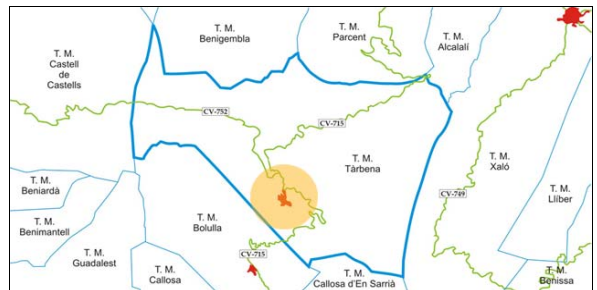 T. M.
Benigembla
T. M.
Parcent
T. M.
Alcalalí
T. M.
Castell
de
Castells
CV-752
CV-715
T. M.
Tàrbena
T. M.
Xaló
T. M.
Beniardá
CV-749
T. M.
Llíber
T. M.
Benimantell
T. M.
Bolulla
T. M.
Guadalest
CV-715
T. M.
Callosa
T. M.
Callosa d'En Sarrià
T. M.
Benissa